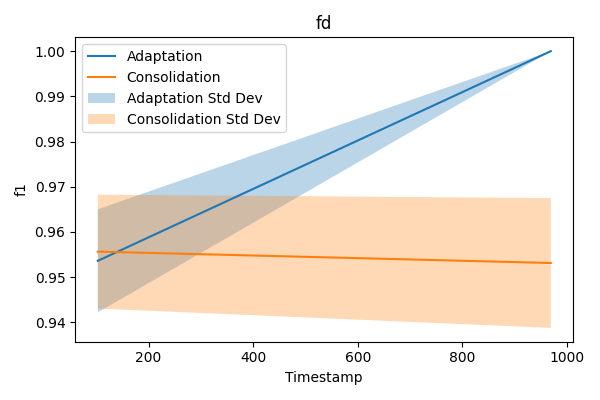 fd
Adaptation
Consolidation
Adaptation Std Dev
Consolidation Std Dev
1.00
0.99
0.98
0.97
0.96
0.95
0.94
f1
200
400
600
800
1000
Timestamp